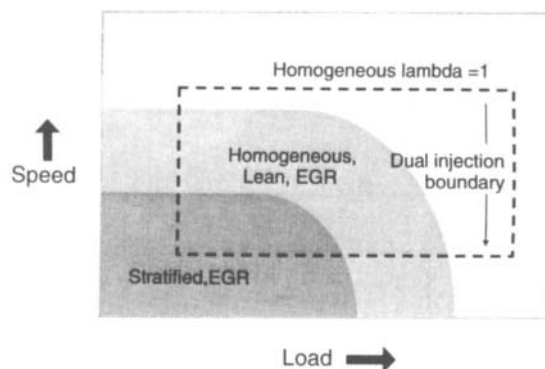 Homogeneous lambda =1
Homogeneous,
Lean, EGR
Dual injection
boundary
Speed
Stratified,EGR
Load